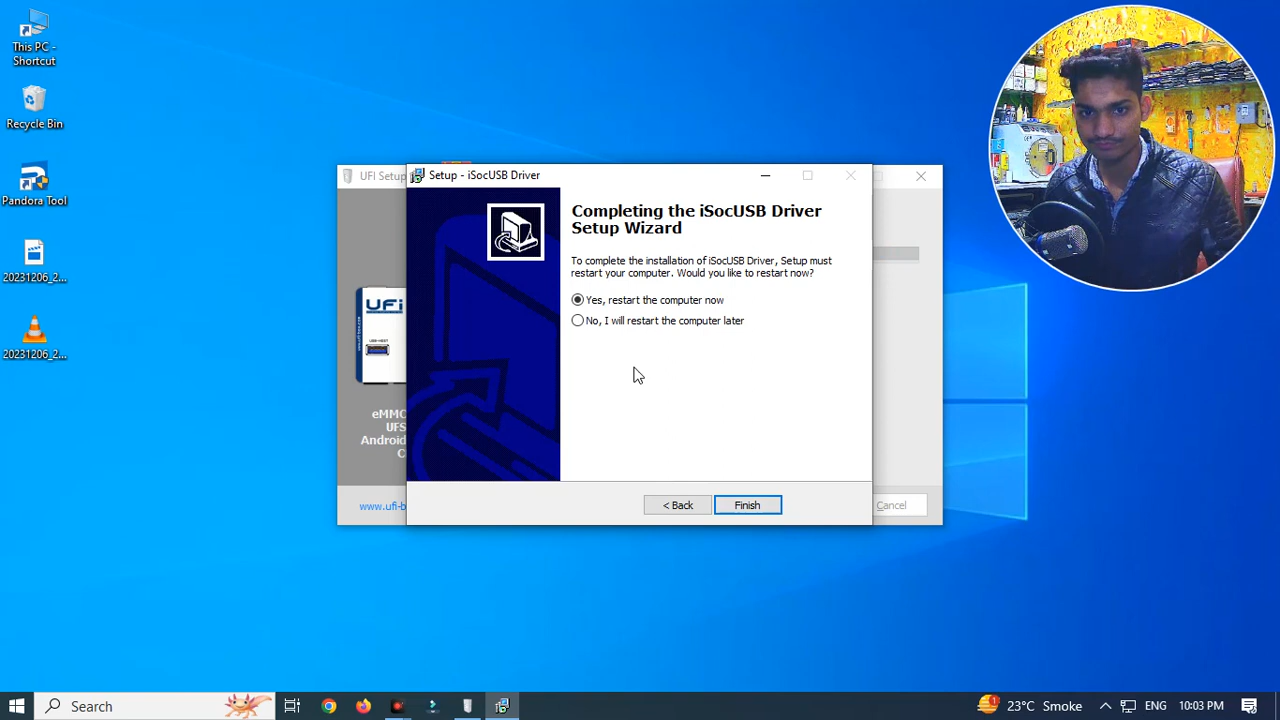 This PC -
Shortcut
Recycle Bin
Pandora Tool
20231206_2...
20231206_2...
UFI Setup
UFi
USB-HOST
eMMC
UFS
Android
C
www.ufi-b
Cancel
Setup - iSocUSB Driver
Completing the iSocUSB Driver
Setup Wizard
To complete the installation of iSocUSB Driver, Setup must
restart your computer. Would you like to restart now?
Yes, restart the computer now
No, I will restart the computer later
< Back
Finish
Search
23°C Smoke
ENG
10:03 PM